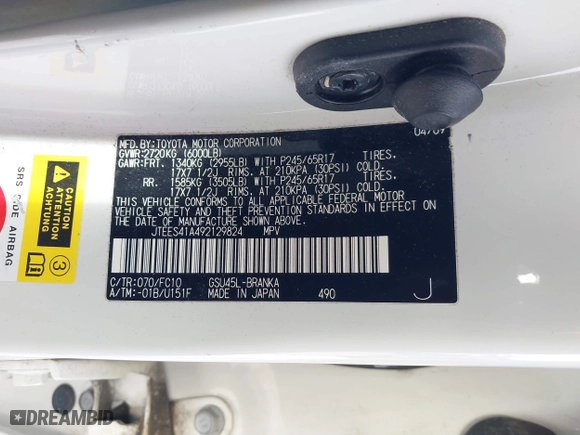 MFD. BY: TOYOTA MOTOR CORPORATION 04/09
GVWR: 2720KG (6000LB)
GAWR: FRT. 1340KG (2955LB) WITH P245/65R17 TIRES,
17X7 1/2J RIMS, AT 210KPA (30PSI) COLD.
RR. 1585KG (3505LB) WITH P245/65R17 TIRES,
17X7 1/2J RIMS, AT 210KPA (30PSI) COLD.
THIS VEHICLE CONFORMS TO ALL APPLICABLE FEDERAL MOTOR
VEHICLE SAFETY AND THEFT PREVENTION STANDARDS IN EFFECT ON
THE DATE OF MANUFACTURE SHOWN ABOVE.
JTEES41A492129824 MPV
C/TR: 070/FC10 GSU45L-BRANKA
A/TM: -01B/U151F MADE IN JAPAN 490 J
SRS SIDE AIRBAG
3
DREAMBID